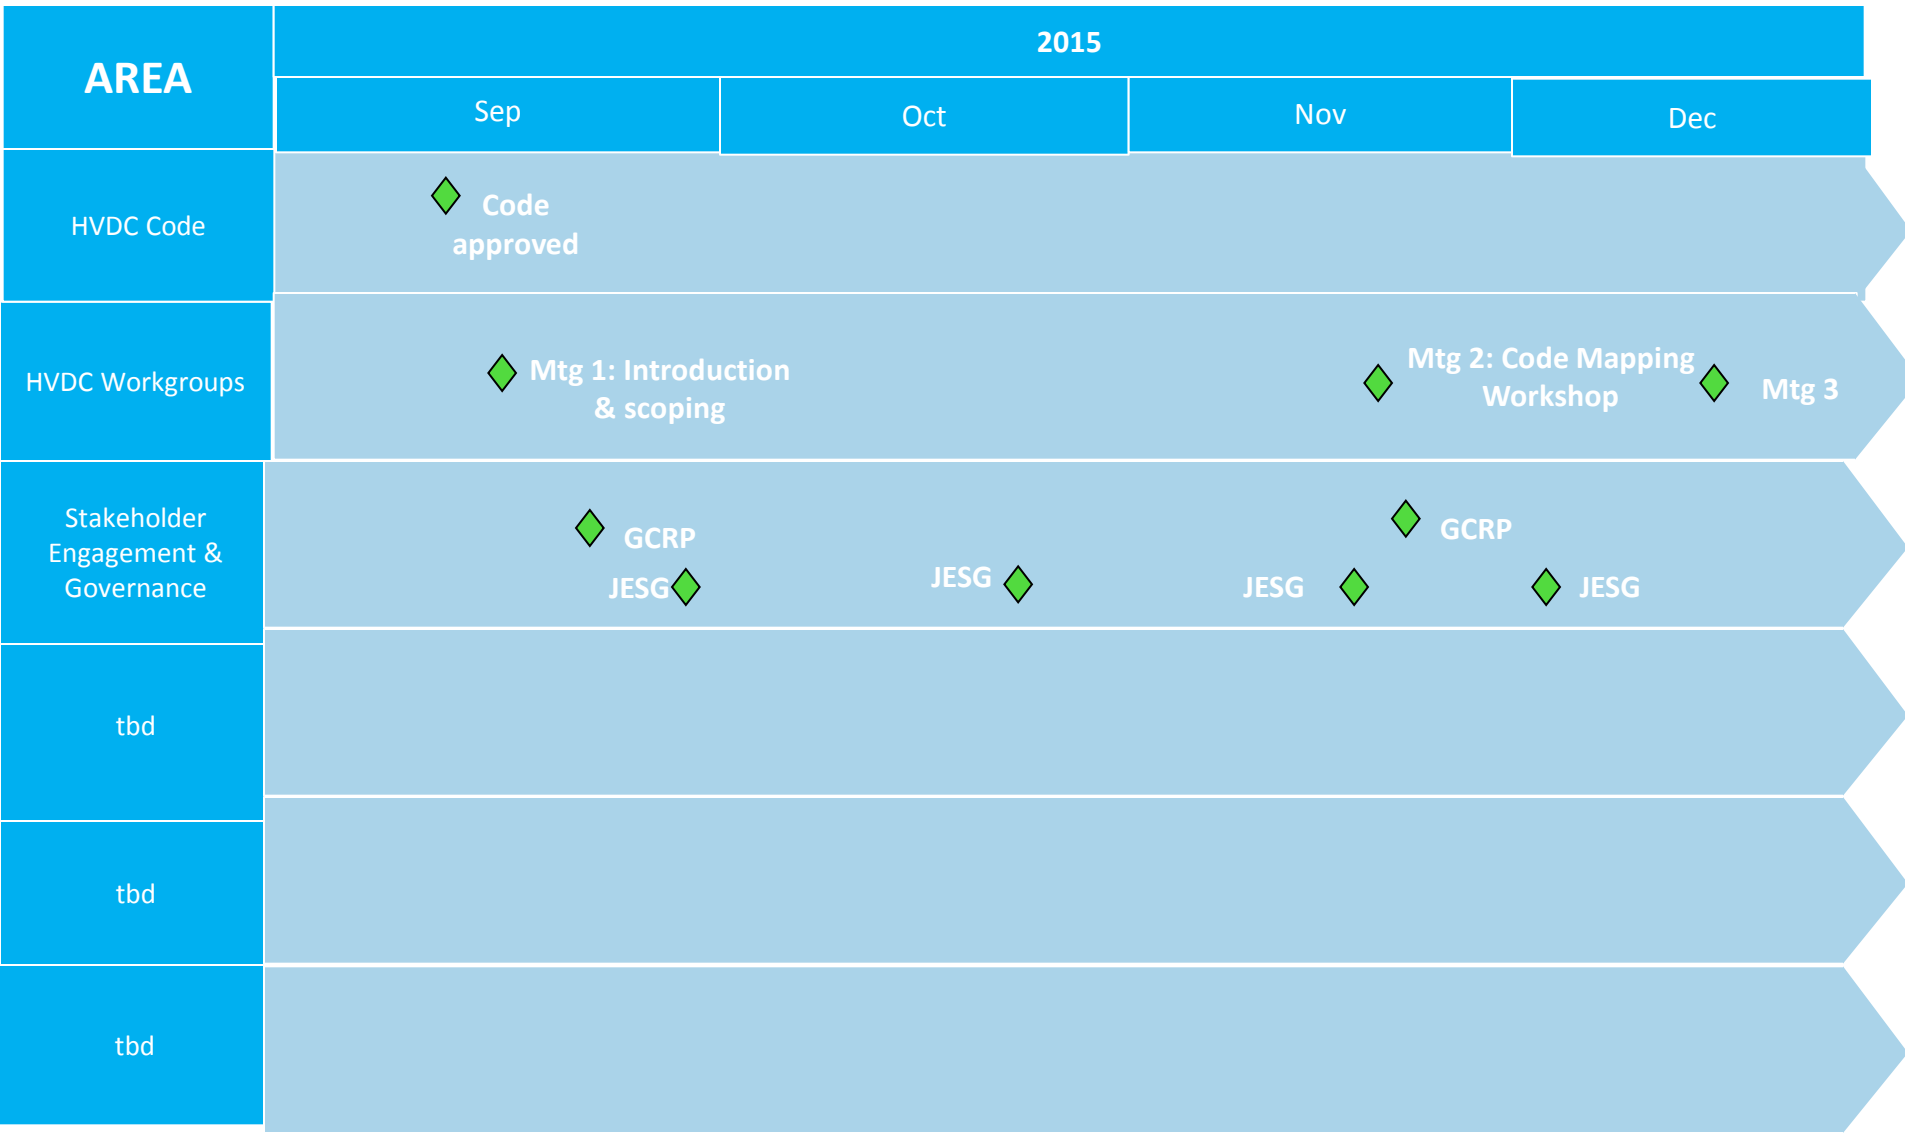 AREA
2015
Sep
Oct
Nov
Dec
HVDC Code
Code
approved
HVDC Workgroups
Mtg 1: Introduction
& scoping
Mtg 2: Code Mapping
Workshop
Mtg 3
Stakeholder
Engagement &
Governance
GCRP
JESG
JESG
JESG
GCRP
JESG
tbd
tbd
tbd